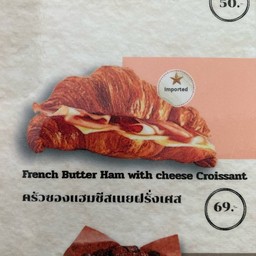 50.-
Imported
French Butter Ham with cheese Croissant
ครัวซองแฮมชีสเนยฝรั่งเศส
69.-